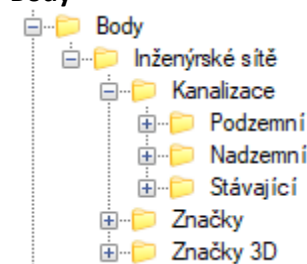 Body
Inženýrské sítě
Kanalizace
Podzemní
Nadzemní
Stávající
Značky
Značky 3D